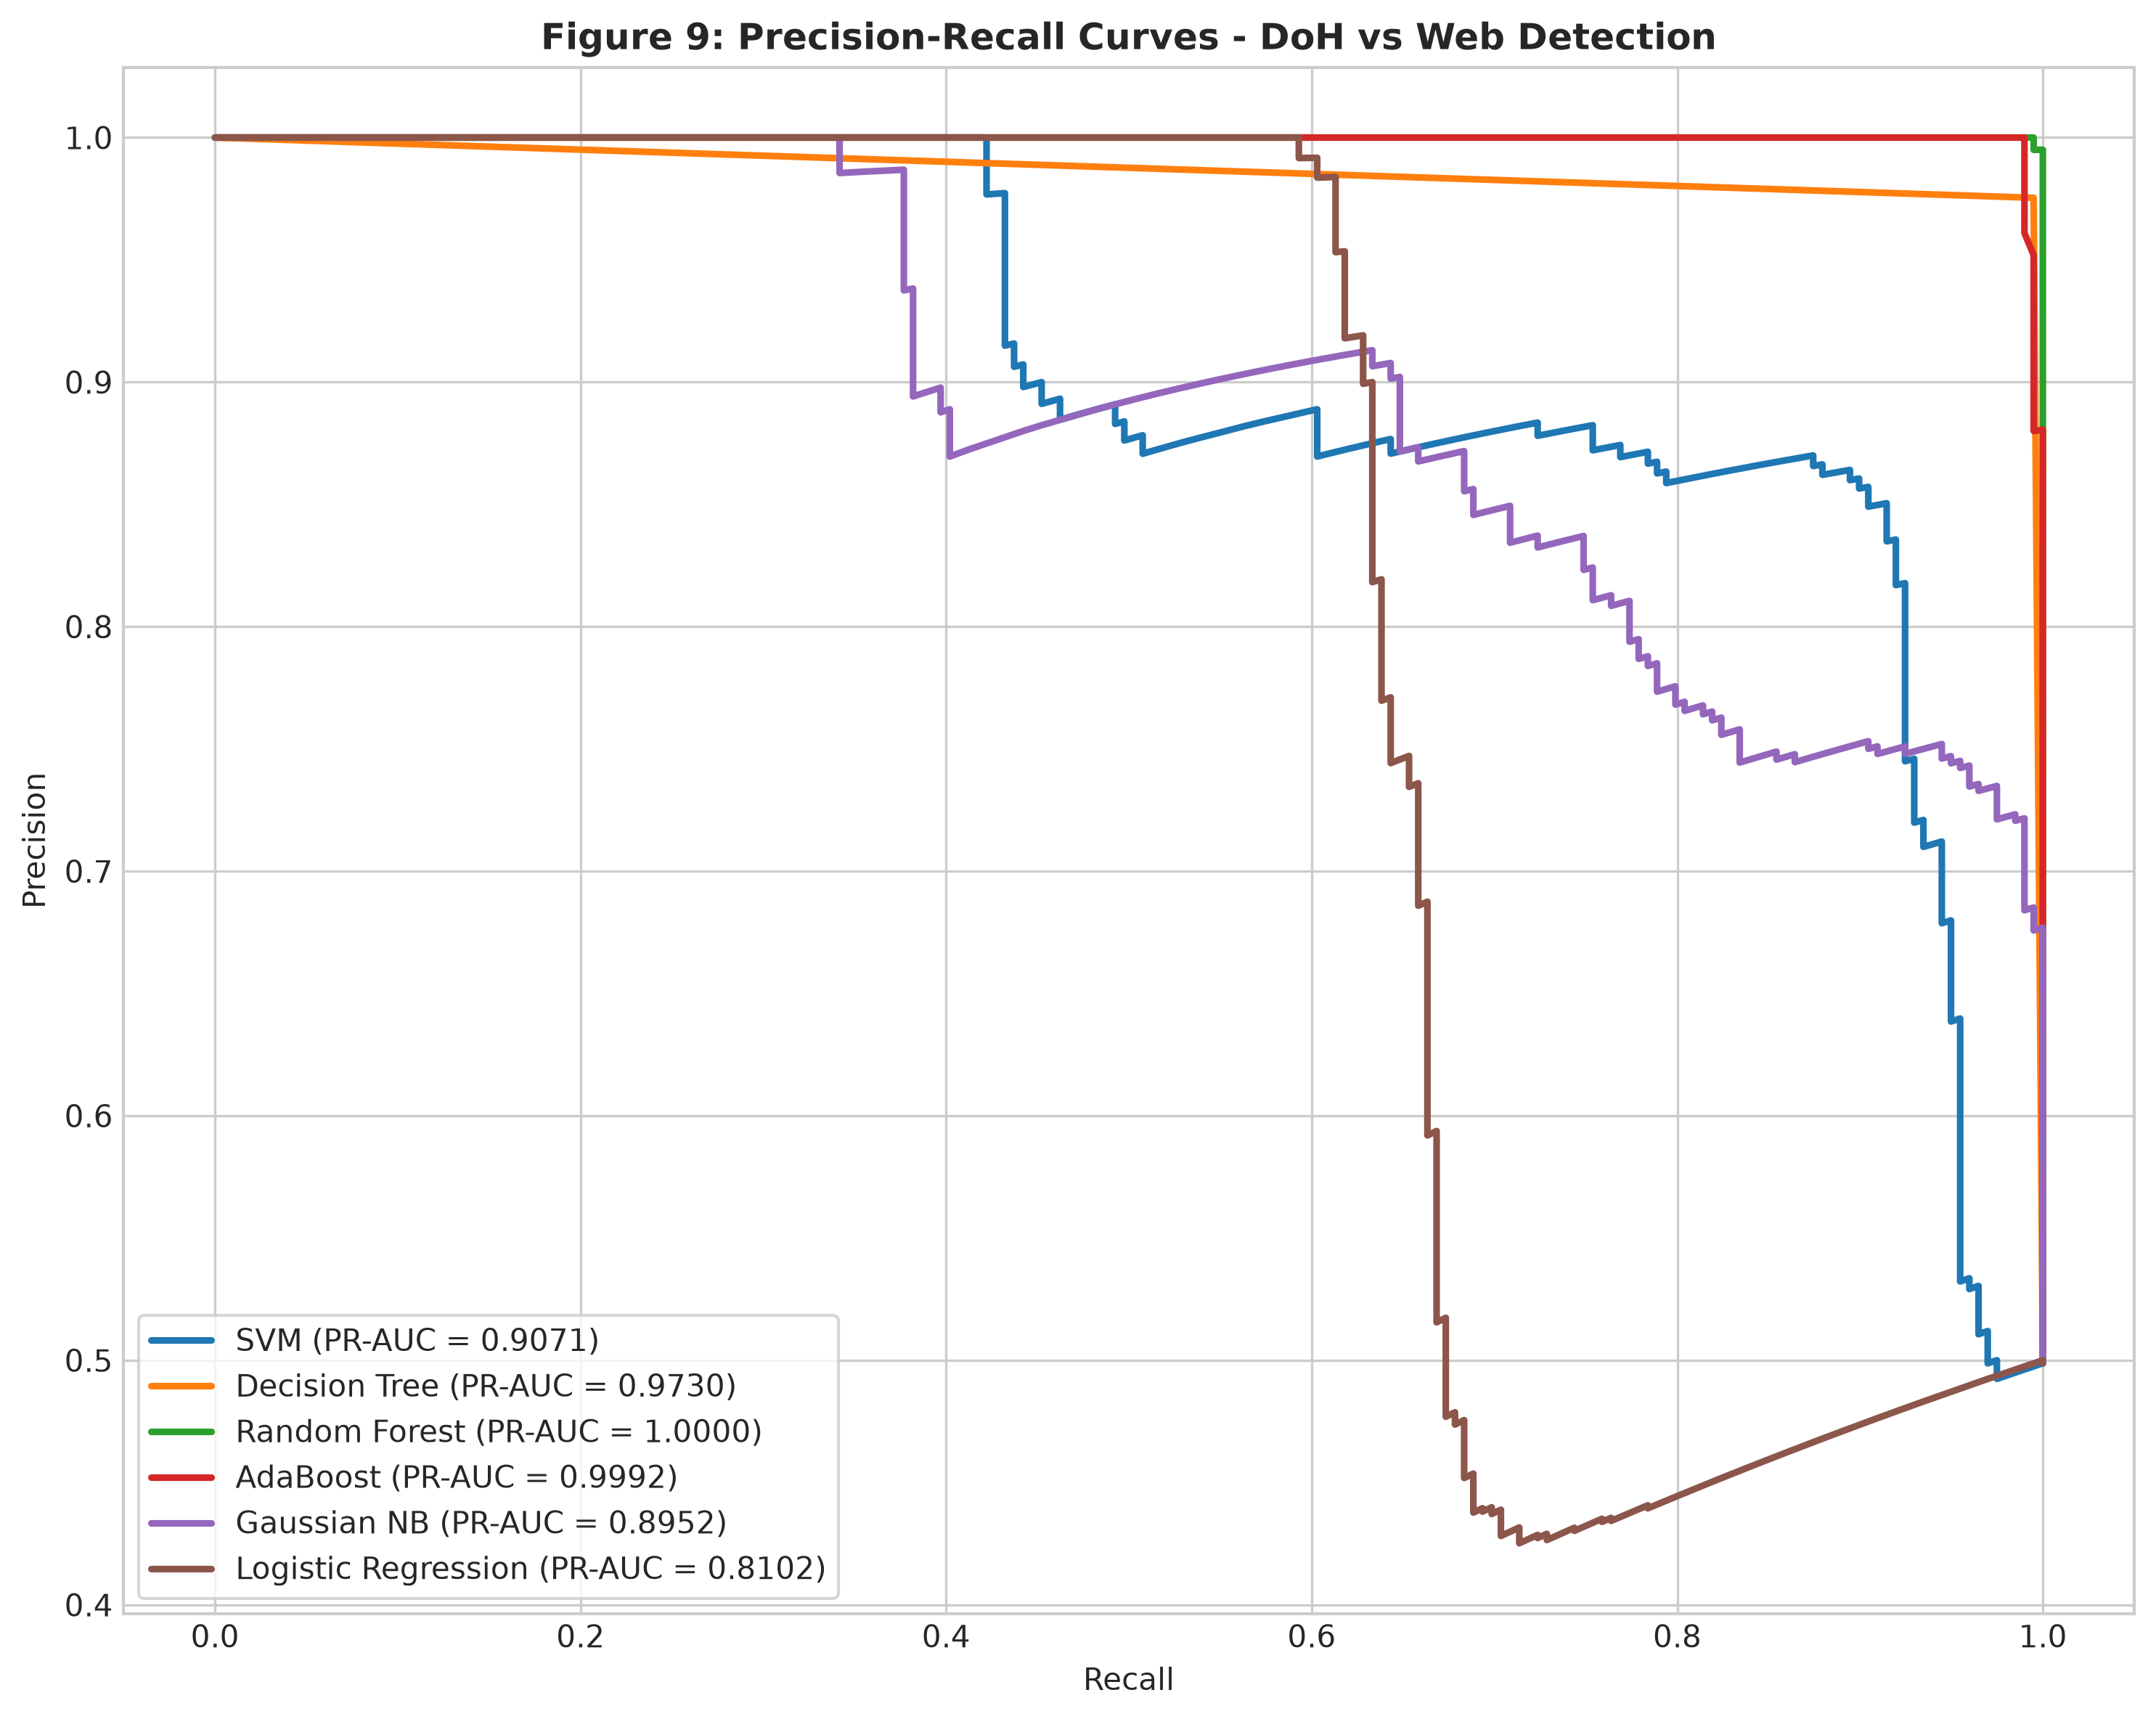 Figure 9: Precision-Recall Curves - DoH vs Web Detection
Precision
1.0
0.9
0.8
0.7
0.6
0.5
0.4
SVM (PR-AUC = 0.9071)
Decision Tree (PR-AUC = 0.9730)
Random Forest (PR-AUC = 1.0000)
AdaBoost (PR-AUC = 0.9992)
Gaussian NB (PR-AUC = 0.8952)
Logistic Regression (PR-AUC = 0.8102)
0.0 0.2 0.4 0.6 0.8 1.0
Recall